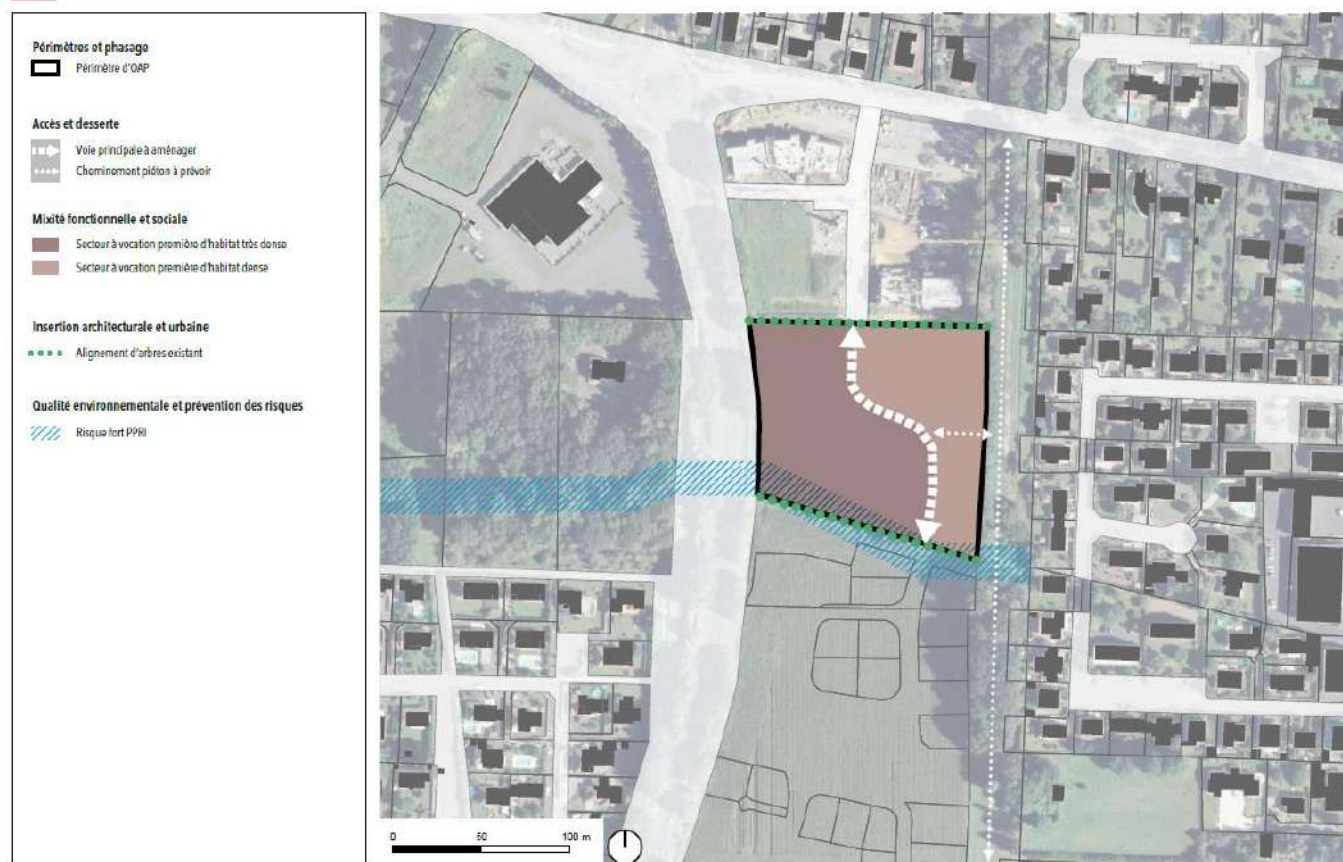 Périmètres et phasage
Périmètre d'OAP
Accès et desserte
Voie principale à aménager
Cheminement piéton à prévoir
Mixité fonctionnelle et sociale
Secteur à vocation première d'habitat très dense
Secteur à vocation première d'habitat dense
Insertion architecturale et urbaine
Alignement d'arbres existant
Qualité environnementale et prévention des risques
Risque fort PPRI
0 50 100 m